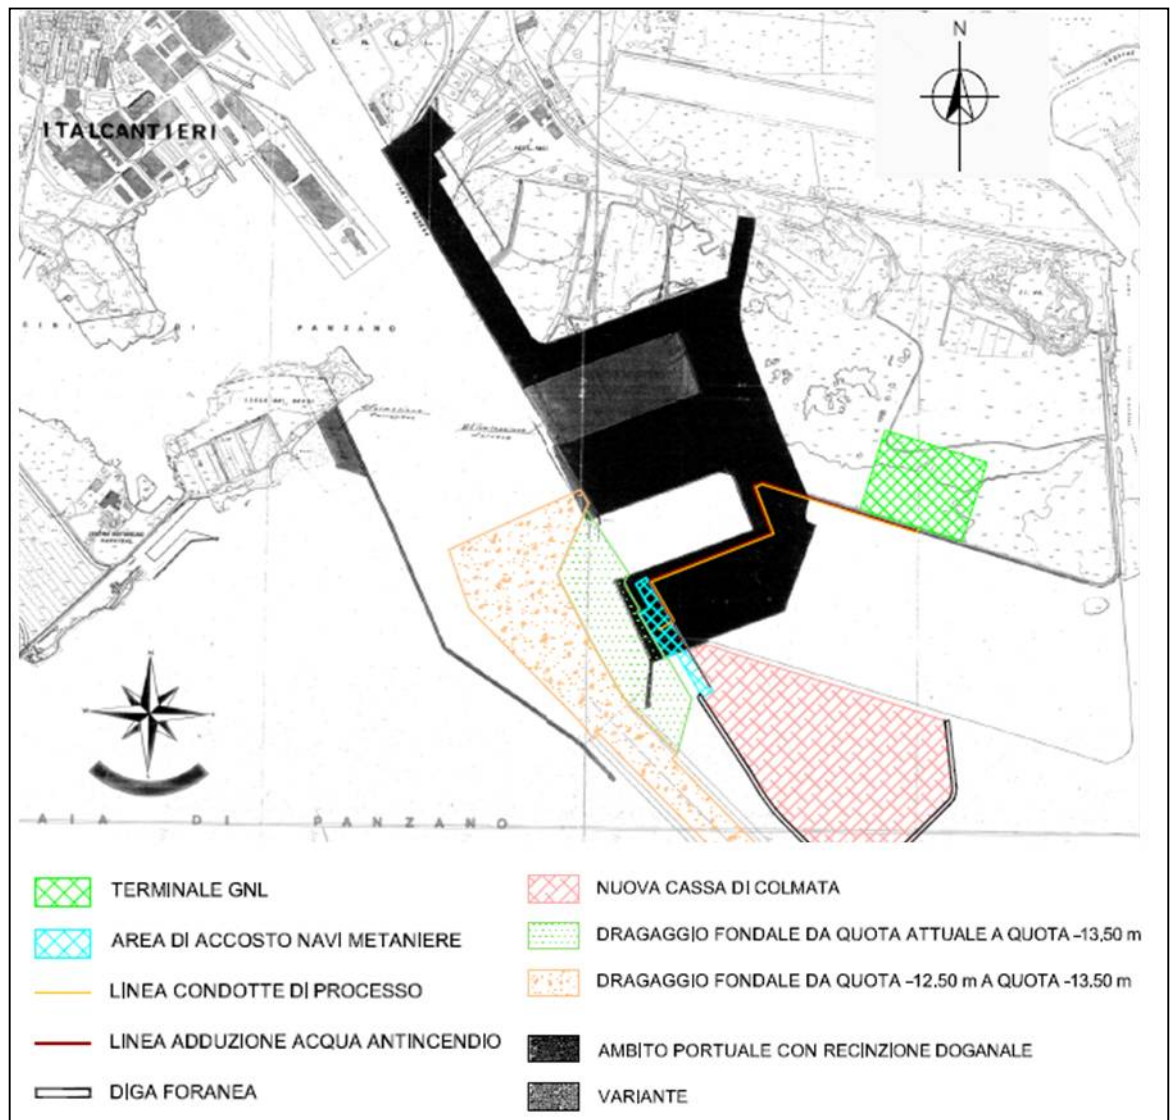 N
ITALCANTIERI
PANZANO
N
AIA DI PANZANO
TERMINALE GNL
AREA DI ACCOSTO NAVI METANIERE
LINEA CONDOTTE DI PROCESSO
LINEA ADDUZIONE ACQUA ANTINCENDIO
DIGA FORANEA
NUOVA CASSA DI COLMATA
DRAGAGGIO FONDALE DA QUOTA ATTUALE A QUOTA –13,50 m
DRAGAGGIO FONDALE DA QUOTA –12.50 m A QUOTA -13.50 m
AMBITO PORTUALE CON RECINZIONE DOGANALE
VARIANTE